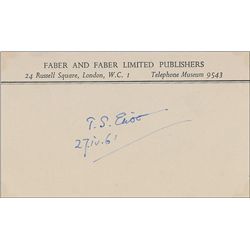 FABER AND FABER LIMITED PUBLISHERS
24 Russell Square, London, W.C. 1 Telephone Museum 9543
T. S. Eliot
27.iv.61